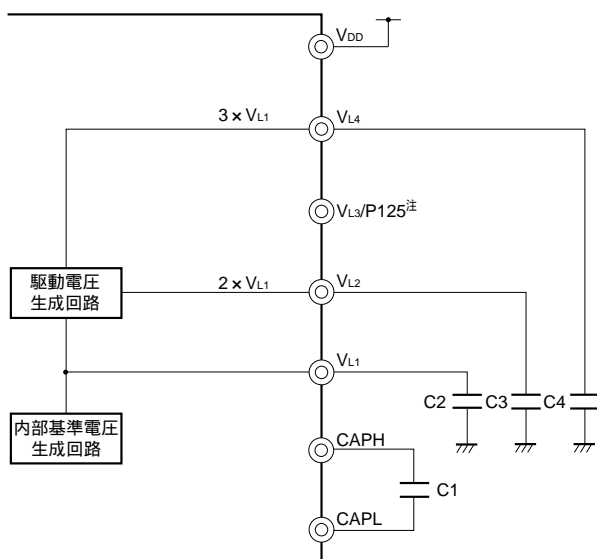 VDD
3 × VL1
VL4
VL3/P125注
駆動電圧
生成回路
2 × VL1
VL2
VL1
C2
C3
C4
内部基準電圧
生成回路
CAPH
C1
CAPL